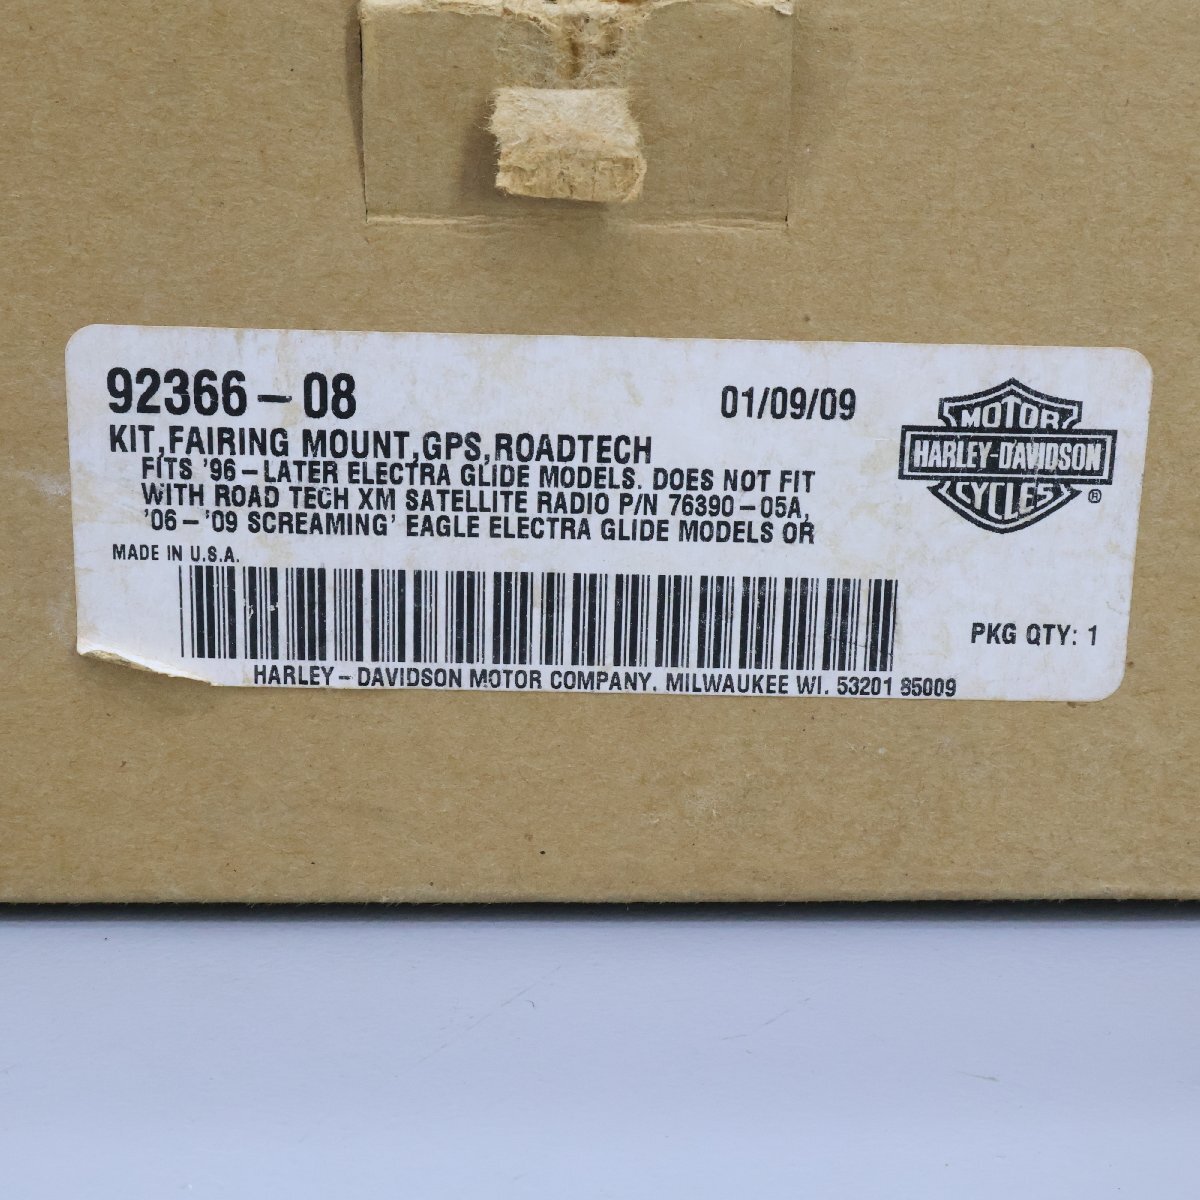 92366-08
01/09/09
KIT,FAIRING MOUNT,GPS,ROADTECH
FITS '96-LATER ELECTRA GLIDE MODELS. DOES NOT FIT
WITH ROAD TECH XM SATELLITE RADIO P/N 76390-05A,
'06-'09 SCREAMING' EAGLE ELECTRA GLIDE MODELS OR
MADE IN U.S.A.
MOTOR
HARLEY-DAVIDSON
CYCLES
®
PKG QTY: 1
HARLEY-DAVIDSON MOTOR COMPANY. MILWAUKEE WI. 53201 85009